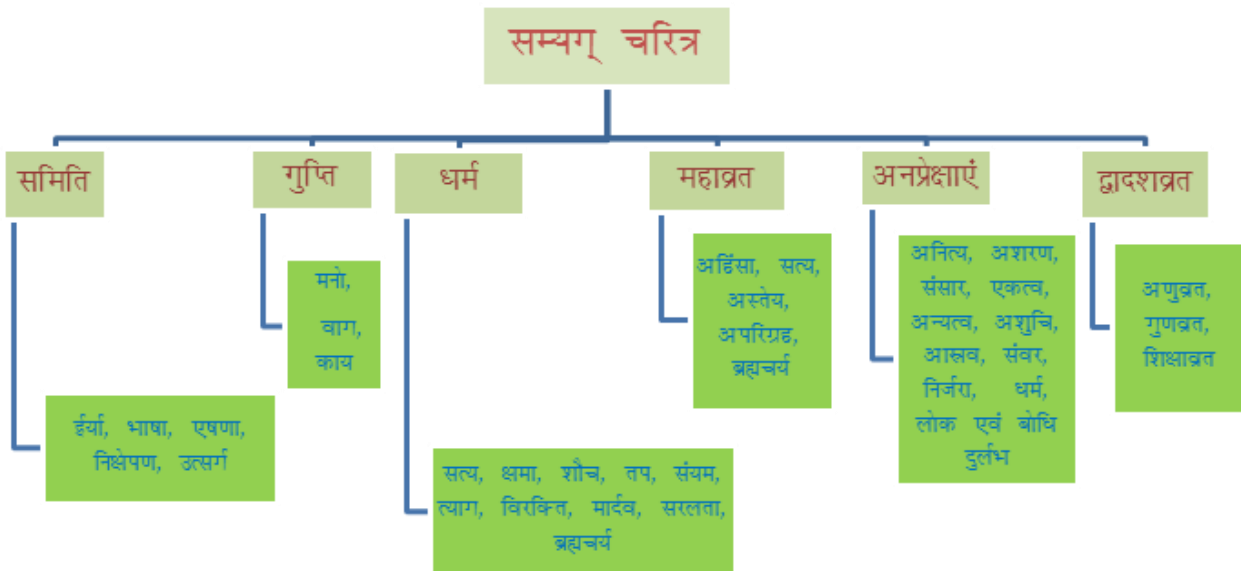 सम्यग् चरित्र
समिति
गुप्ति
धर्म
महाव्रत
अनप्रेक्षाएं
द्वादशव्रत
ईर्या, भाषा, एषणा,
निक्षेपण, उत्सर्ग
मनो,
वाग,
काय
सत्य, क्षमा, शौच, तप, संयम,
त्याग, विरक्ति, मार्दव, सरलता,
ब्रह्मचर्य
अहिंसा, सत्य,
अस्तेय,
अपरिग्रह,
ब्रह्मचर्य
अनित्य, अशरण,
संसार, एकत्व,
अन्यत्व, अशुचि,
आस्रव, संवर,
निर्जरा, धर्म,
लोक एवं बोधि
दुर्लभ
अणुव्रत,
गुणव्रत,
शिक्षाव्रत